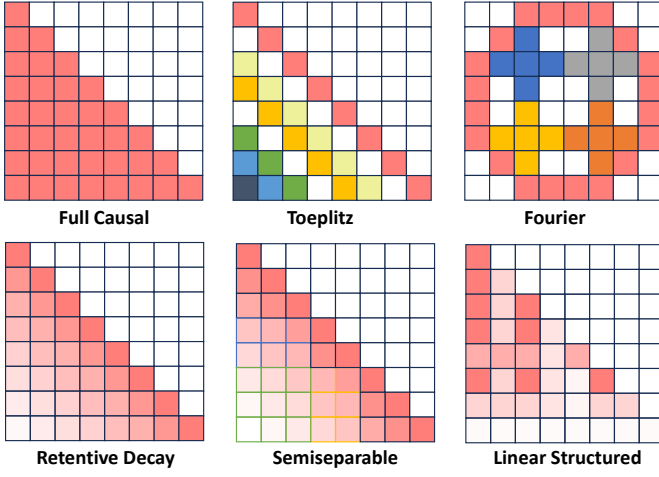 Full Causal
Toeplitz
Fourier
Retentive Decay
Semiseparable
Linear Structured